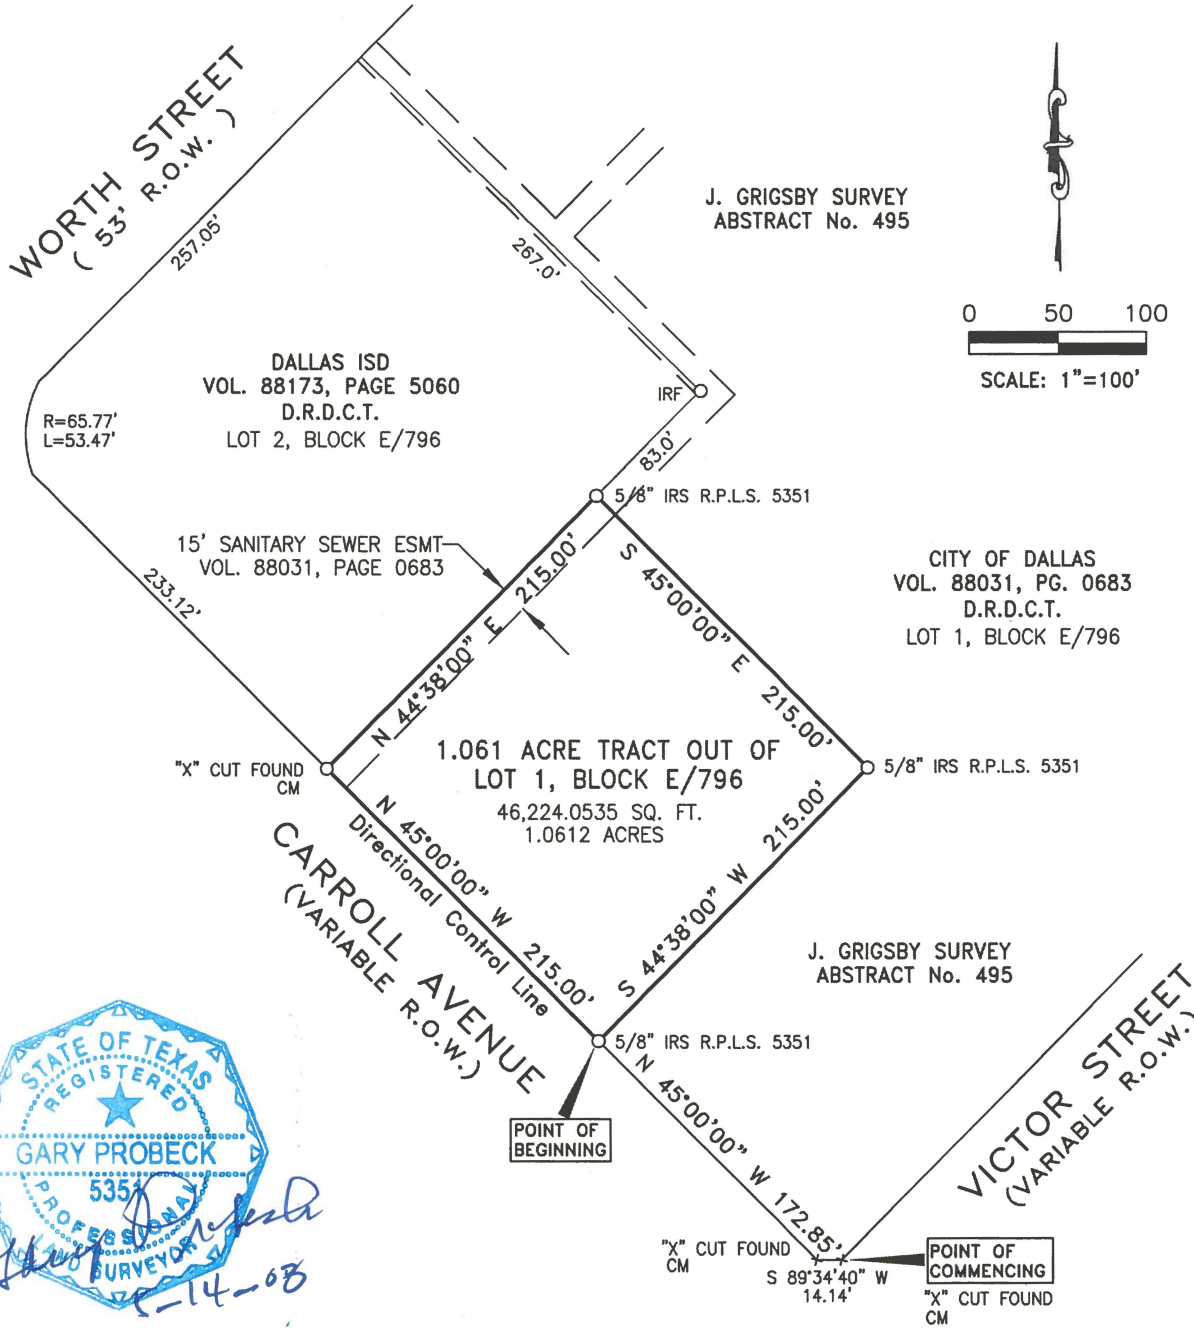 WORTH STREET
( 53' R.O.W. )
257.05'
267.0'
J. GRIGSBY SURVEY
ABSTRACT No. 495
0 50 100
SCALE: 1"=100'
DALLAS ISD
VOL. 88173, PAGE 5060
D.R.D.C.T.
LOT 2, BLOCK E/796
R=65.77'
L=53.47'
IRF
83.0'
5/8" IRS R.P.L.S. 5351
15' SANITARY SEWER ESMT
VOL. 88031, PAGE 0683
233.12'
N 44°38'00" E 215.00'
S 45°00'00" E 215.00'
CITY OF DALLAS
VOL. 88031, PG. 0683
D.R.D.C.T.
LOT 1, BLOCK E/796
"X" CUT FOUND
CM
1.061 ACRE TRACT OUT OF
LOT 1, BLOCK E/796
46,224.0535 SQ. FT.
1.0612 ACRES
5/8" IRS R.P.L.S. 5351
N 45°00'00" W 215.00'
Directional Control Line
CARROLL AVENUE
(VARIABLE R.O.W.)
S 44°38'00" W 215.00'
J. GRIGSBY SURVEY
ABSTRACT No. 495
5/8" IRS R.P.L.S. 5351
POINT OF
BEGINNING
N 45°00'00" W 172.85'
VICTOR STREET
(VARIABLE R.O.W.)
"X" CUT FOUND
CM
S 89°34'40" W
14.14'
POINT OF
COMMENCING
"X" CUT FOUND
CM
STATE OF TEXAS
REGISTERED
GARY PROBECK
5351
PROFESSIONAL
LAND SURVEYOR
Gary Probeck
5-14-08